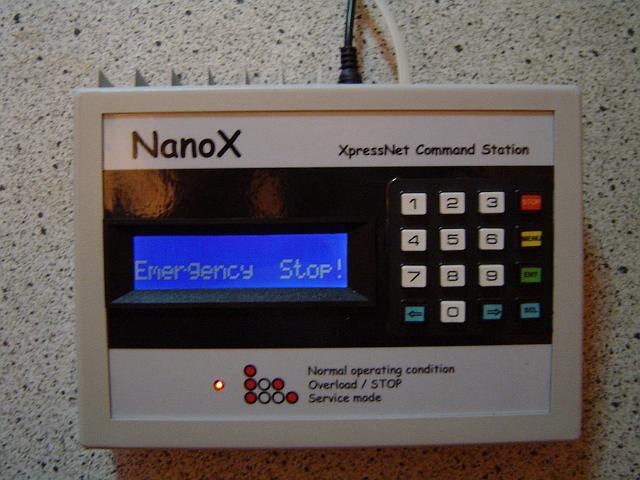 NanoX
XpressNet Command Station
Emergency Stop!
1 2 3 STOP
4 5 6 MENU
7 8 9 ENT
← 0 → SEL
Normal operating condition
Overload / STOP
Service mode